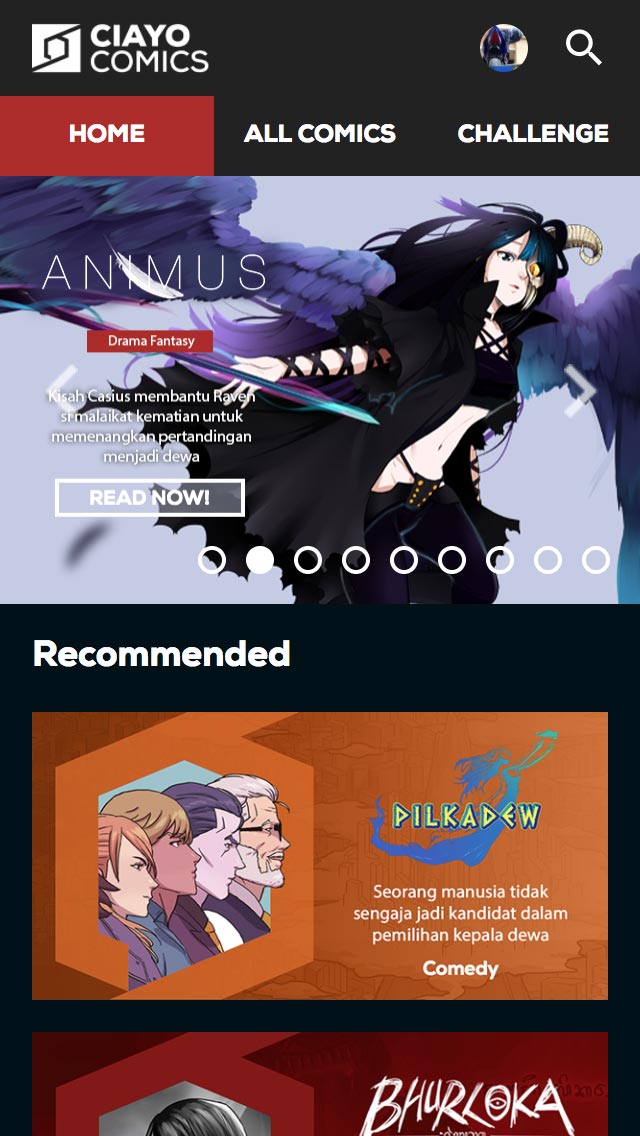 CIAYO
COMICS
HOME
ALL COMICS
CHALLENGE
ANIMUS
Drama Fantasy
Kisah Casius membantu Raven
si malaikat kematian untuk
memenangkan pertandingan
menjadi dewa
READ NOW!
Recommended
PILKADEW
Seorang manusia tidak
sengaja jadi kandidat dalam
pemilihan kepala dewa
Comedy
BHURLOKA